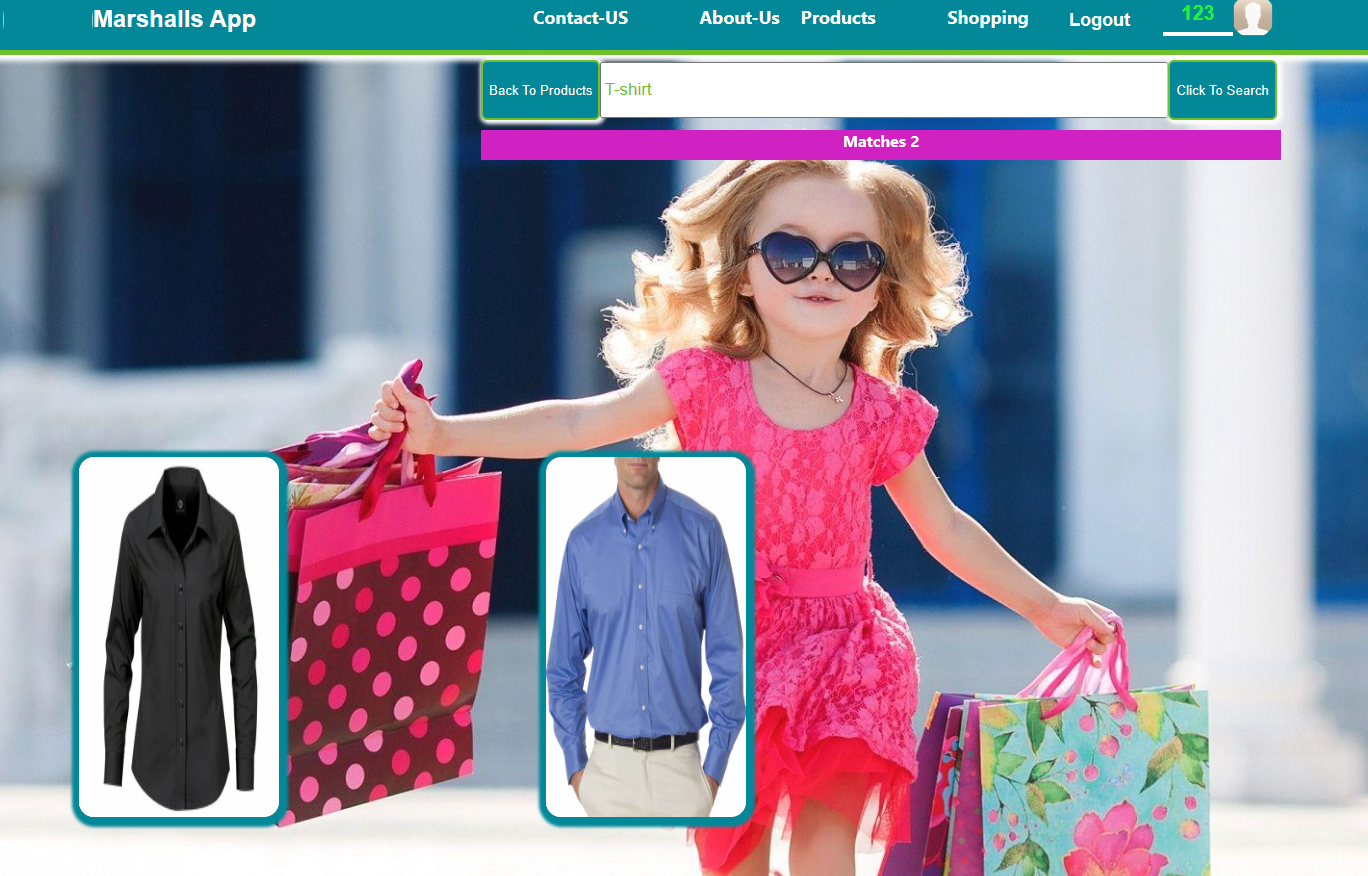 Marshalls App
Contact-US
About-Us
Products
Shopping
Logout
123
Back To Products
T-shirt
Click To Search
Matches 2